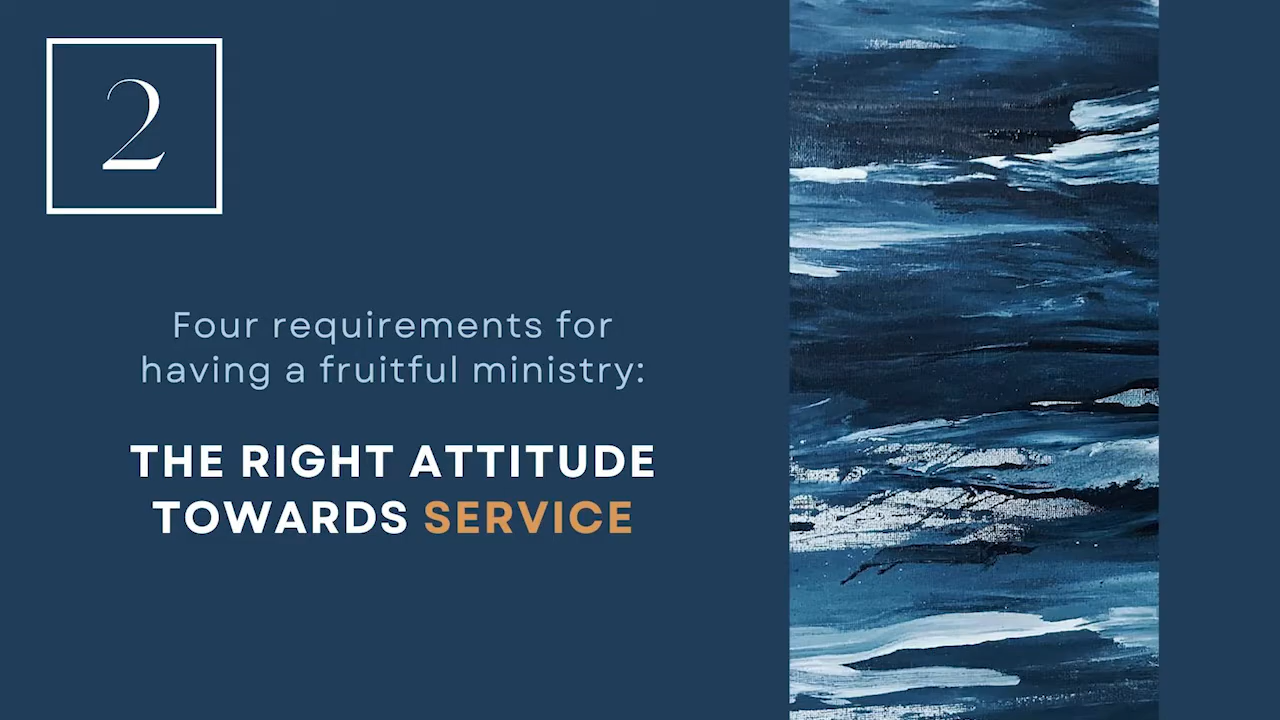 2
Four requirements for
having a fruitful ministry:
THE RIGHT ATTITUDE
TOWARDS SERVICE